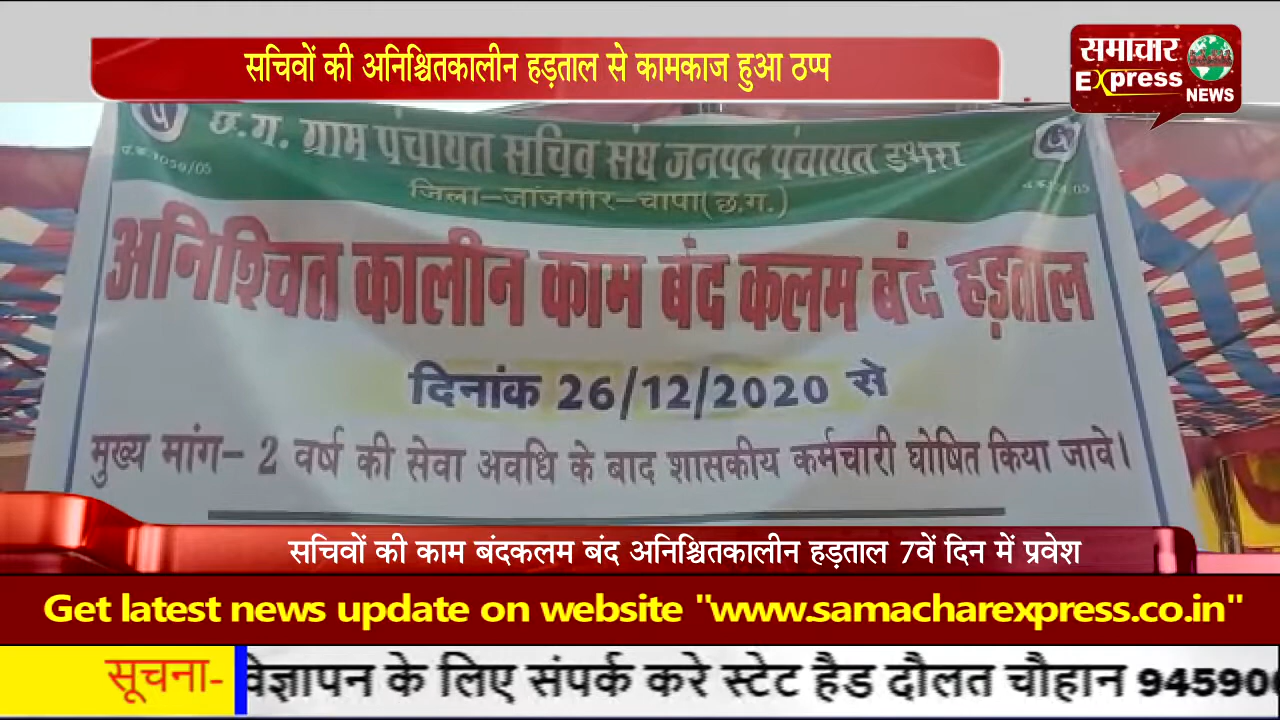 सचिवों की अनिश्चितकालीन हड़ताल से कामकाज हुआ ठप्प
समाचार
Express
NEWS
छ.ग. ग्राम पंचायत सचिव संघ जनपद पंचायत डभरा
जिला-जांजगीर-चापा(छ.ग.)
अनिश्चित कालीन काम बंद कलम बंद हड़ताल
दिनांक 26/12/2020 से
मुख्य मांग- 2 वर्ष की सेवा अवधि के बाद शासकीय कर्मचारी घोषित किया जावे।
सचिवों की काम बंदकलम बंद अनिश्चितकालीन हड़ताल 7वें दिन में प्रवेश
Get latest news update on website "www.samacharexpress.co.in"
सूचना- विज्ञापन के लिए संपर्क करे स्टेट हैड दौलत चौहान 94590